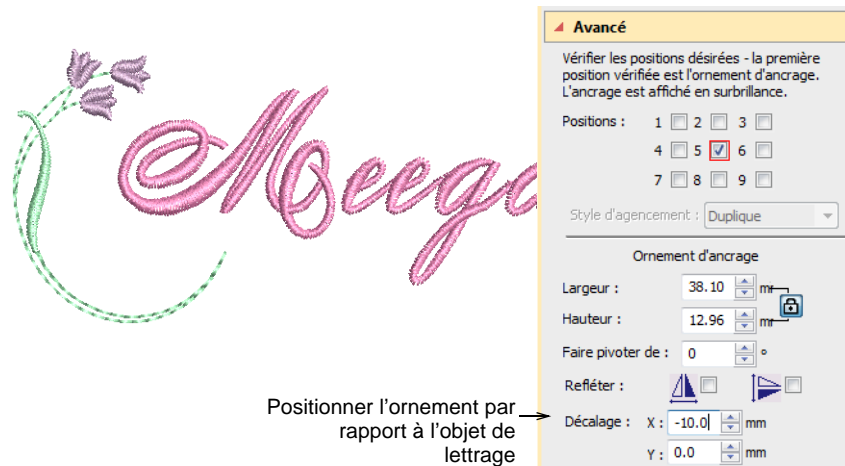 Meega
Avancé
Vérifier les positions désirées - la première
position vérifiée est l'ornement d'ancrage.
L'ancrage est affiché en surbrillance.
Positions : 1 2 3
4 5 6
7 8 9
Style d'agencement : Duplique
Ornement d'ancrage
Largeur : 38.10 mm
Hauteur : 12.96 mm
Faire pivoter de : 0 °
Refléter :
Décalage : X : -10.0 mm
Y : 0.0 mm
Positionner l'ornement par
rapport à l'objet de
lettrage